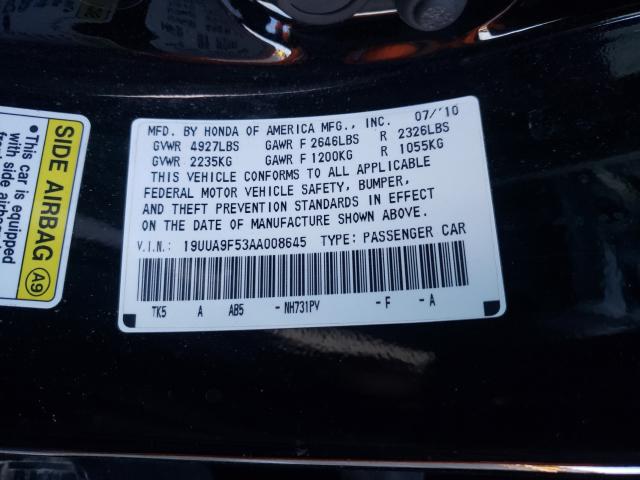 MFD. BY HONDA OF AMERICA MFG., INC. 07/'10
GVWR 4927LBS GAWR F 2646LBS R 2326LBS
GVWR 2235KG GAWR F 1200KG R 1055KG
THIS VEHICLE CONFORMS TO ALL APPLICABLE
FEDERAL MOTOR VEHICLE SAFETY, BUMPER,
AND THEFT PREVENTION STANDARDS IN EFFECT
ON THE DATE OF MANUFACTURE SHOWN ABOVE.
V.I.N.: 19UUA9F53AA008645 TYPE: PASSENGER CAR
TK5 A AB5 -NH731PV -F -A
SIDE AIRBAG A9
•This car is
equipped
side airba